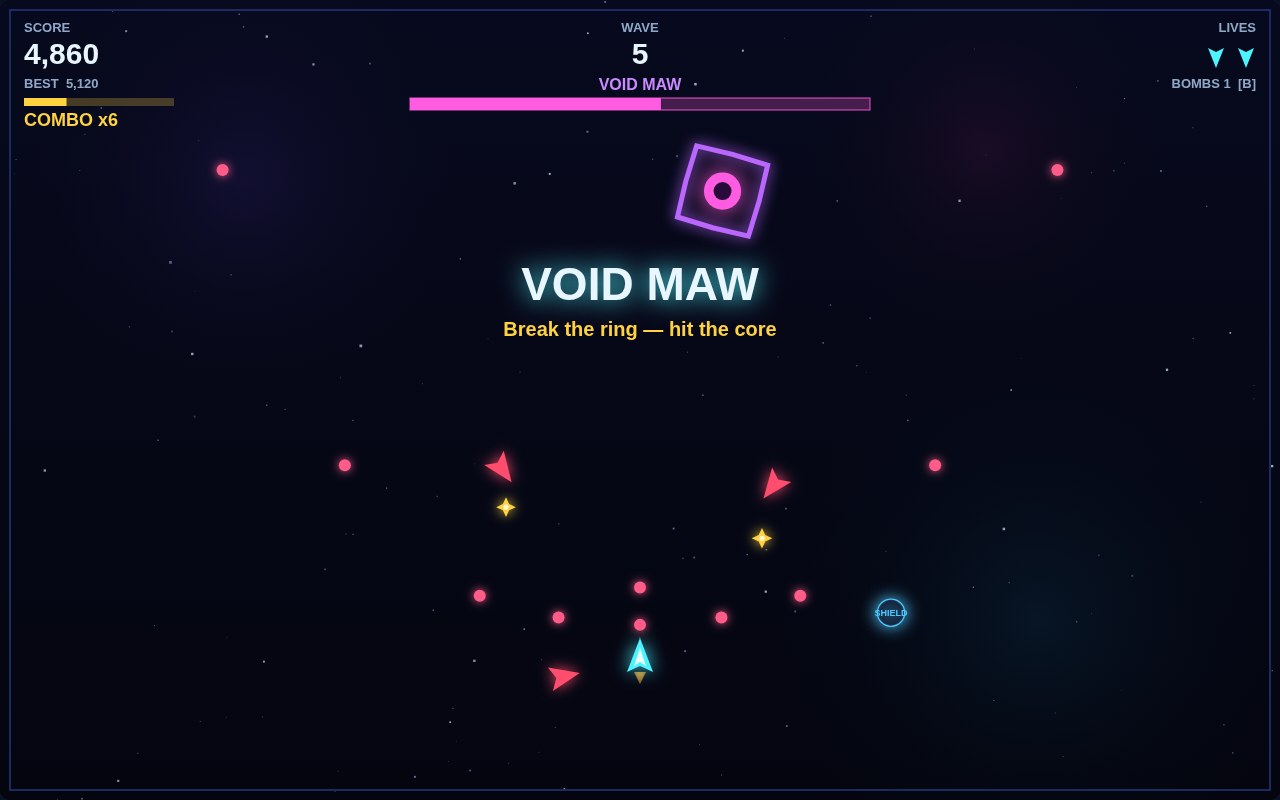 SCORE
4,860
BEST 5,120
COMBO x6
WAVE
5
VOID MAW
LIVES
BOMBS 1 [B]
VOID MAW
Break the ring — hit the core
SHIELD